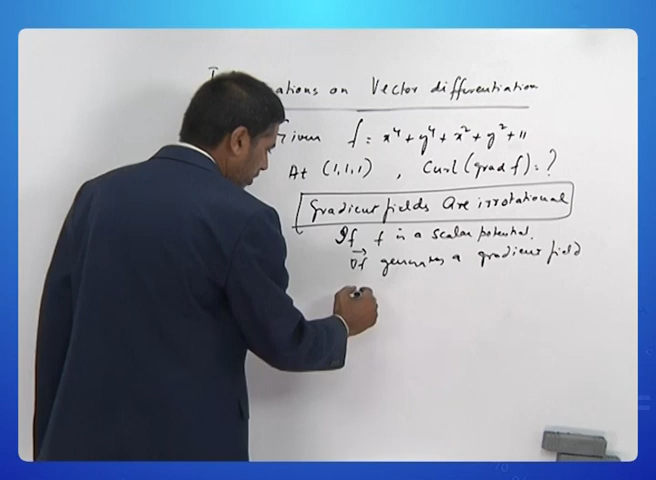 ations on Vector differentiation
Given f = x⁴ + y⁴ + x² + y² + 11
At (1,1,1) , Curl (grad f) = ?
Gradient fields are irrotational
If f is a scalar potential.
∇f generates a gradient field